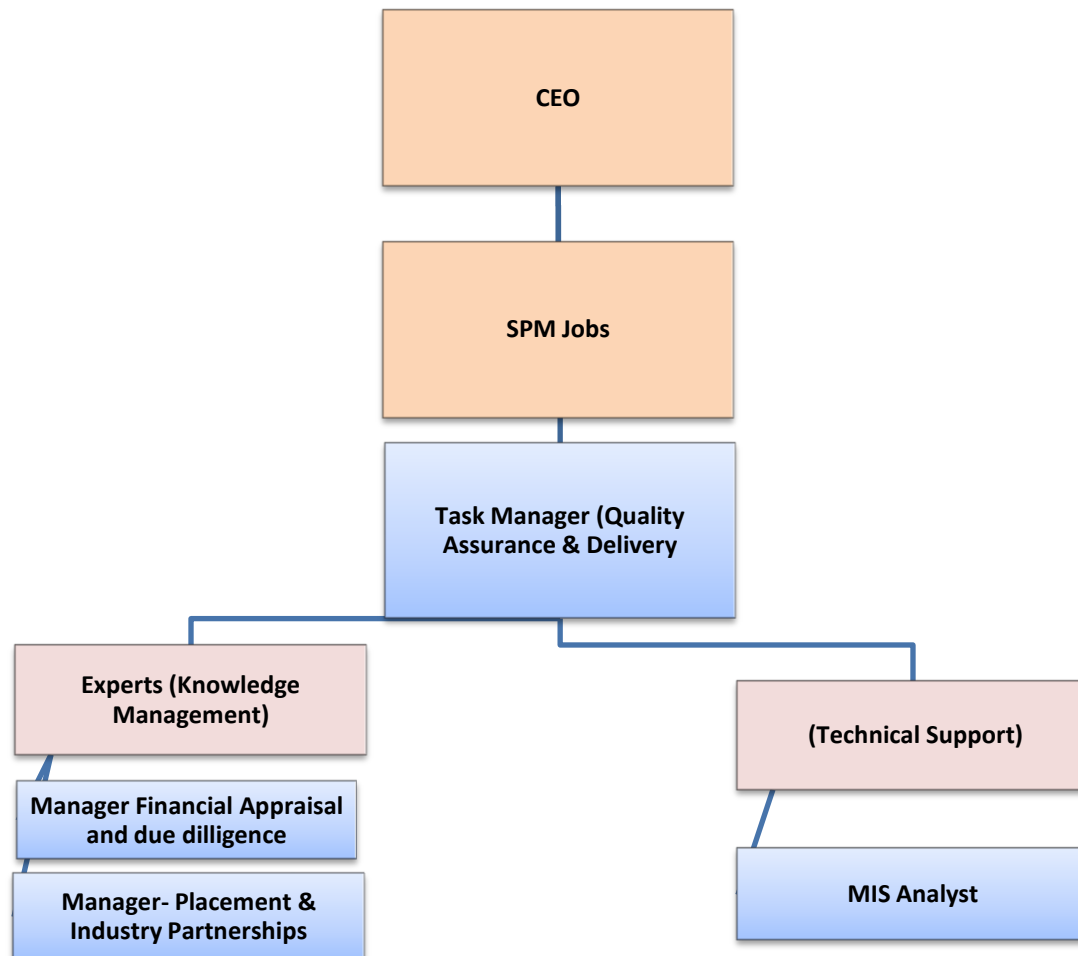 CEO
SPM Jobs
Task Manager (Quality
Assurance & Delivery
Experts (Knowledge
Management)
(Technical Support)
Manager Financial Appraisal
and due dilligence
MIS Analyst
Manager- Placement &
Industry Partnerships